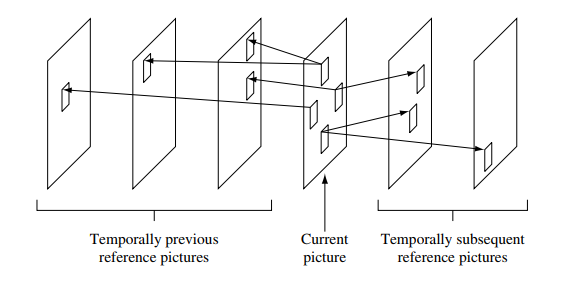 Temporally previous
reference pictures
Current
picture
Temporally subsequent
reference pictures